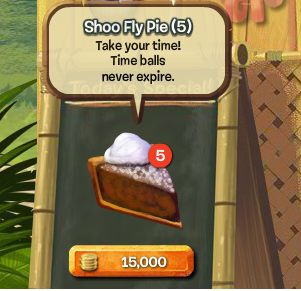 Shoo Fly Pie (5)
Take your time!
Time balls
never expire.
5
15,000